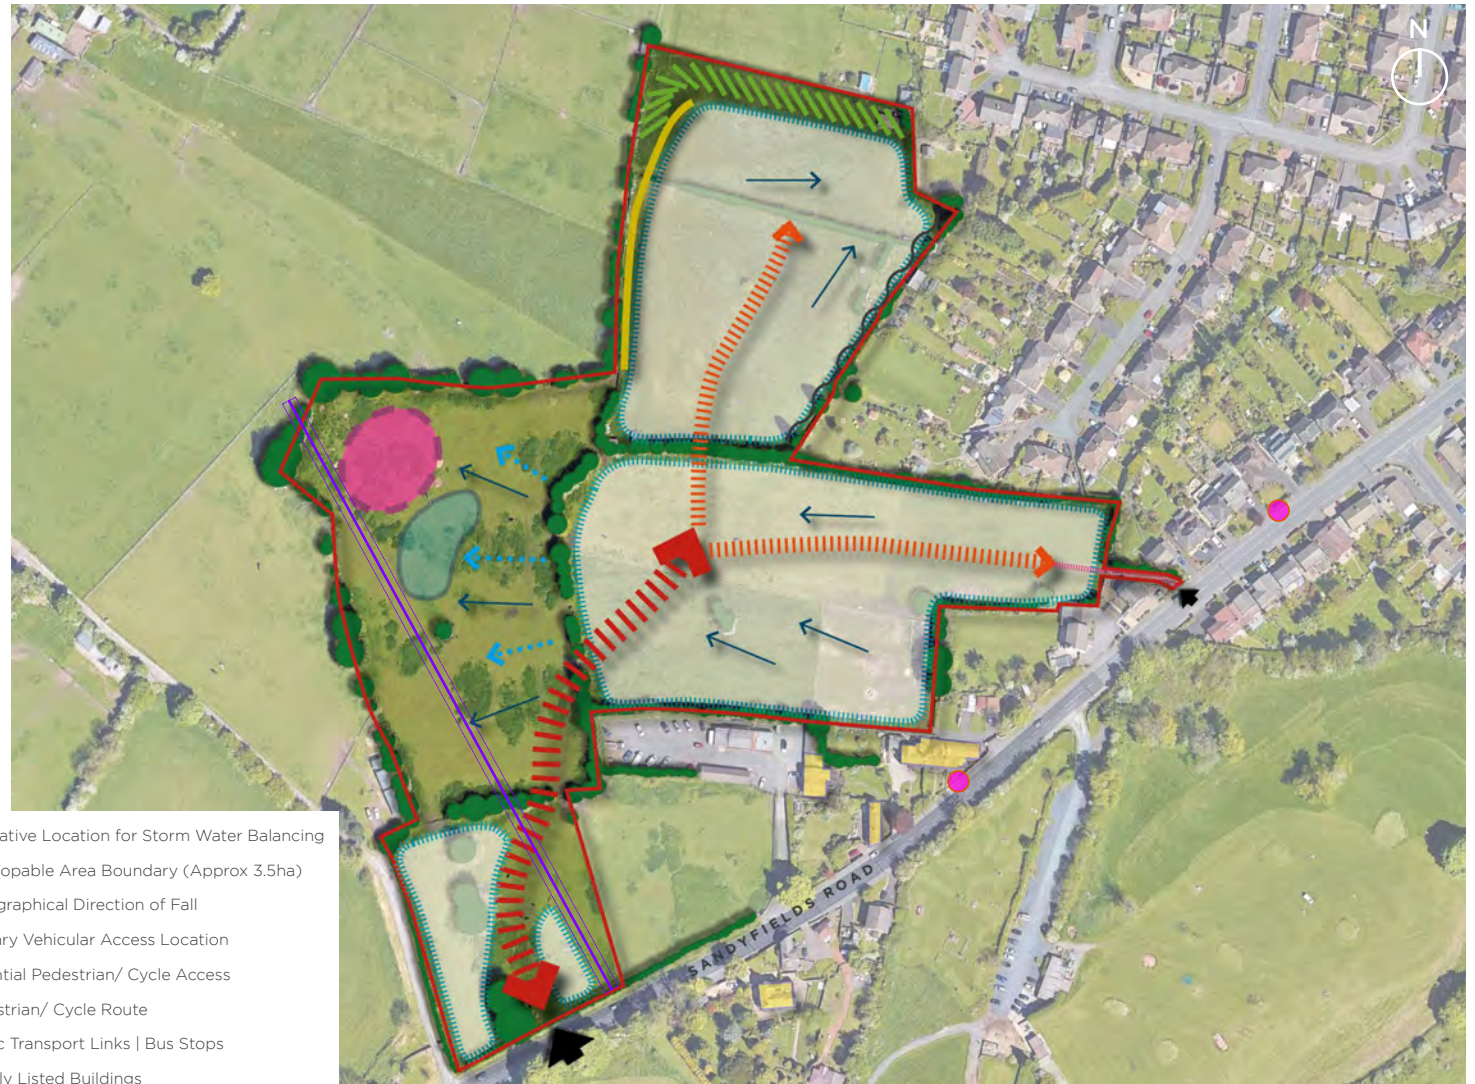 N
SANDYFIELDS ROAD
ative Location for Storm Water Balancing
opable Area Boundary (Approx 3.5ha)
graphical Direction of Fall
ary Vehicular Access Location
ntial Pedestrian/ Cycle Access
strian/ Cycle Route
c Transport Links | Bus Stops
ly Listed Buildings